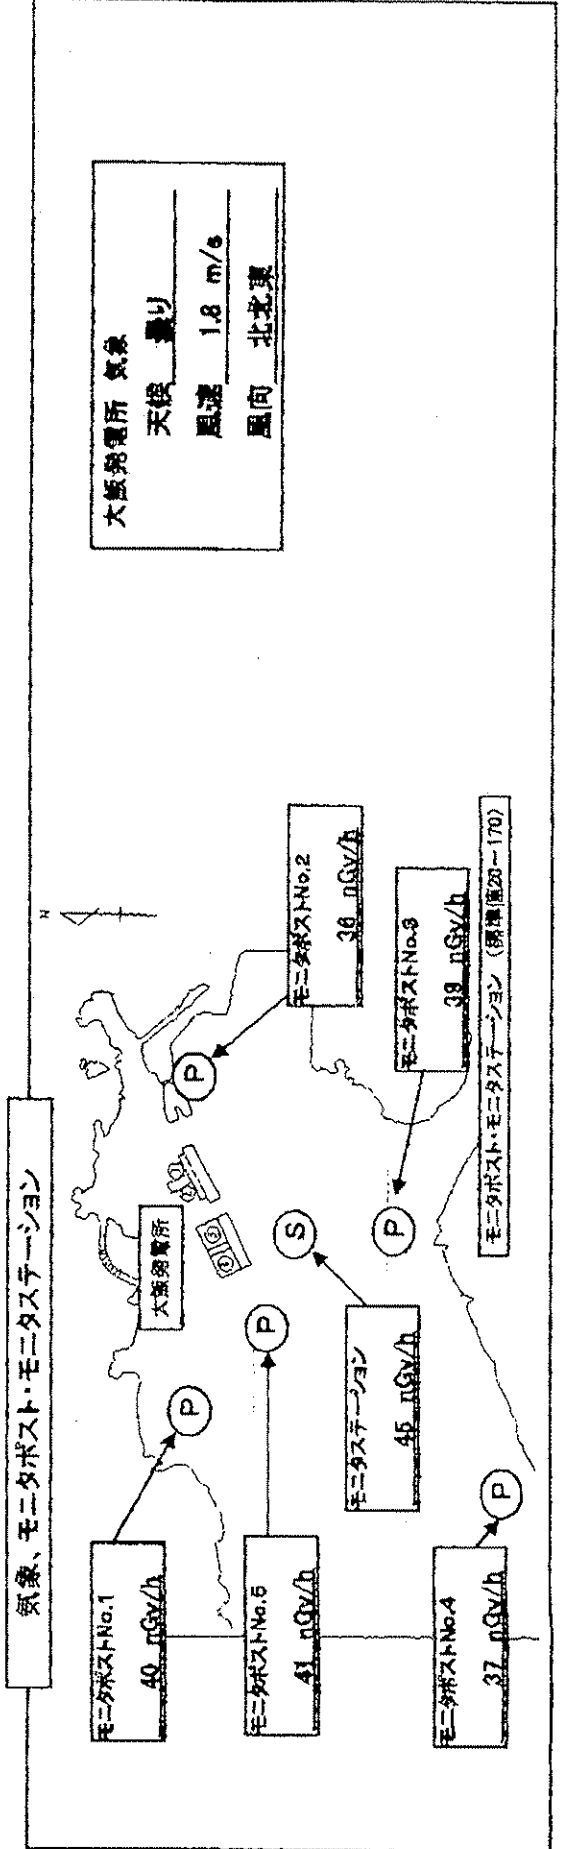 気象、モニタポスト・モニタステーション
大飯発電所 気象
天候 曇り
風速 1.8 m/s
風向 北北東
N
大飯発電所
モニタポストNo.1
40 nGy/h
モニタポストNo.5
41 nGy/h
モニタポストNo.4
37 nGy/h
モニタステーション
45 nGy/h
モニタポストNo.2
36 nGy/h
モニタポストNo.3
39 nGy/h
P
P
P
S
P
P
モニタポスト・モニタステーション (標準値20~170)